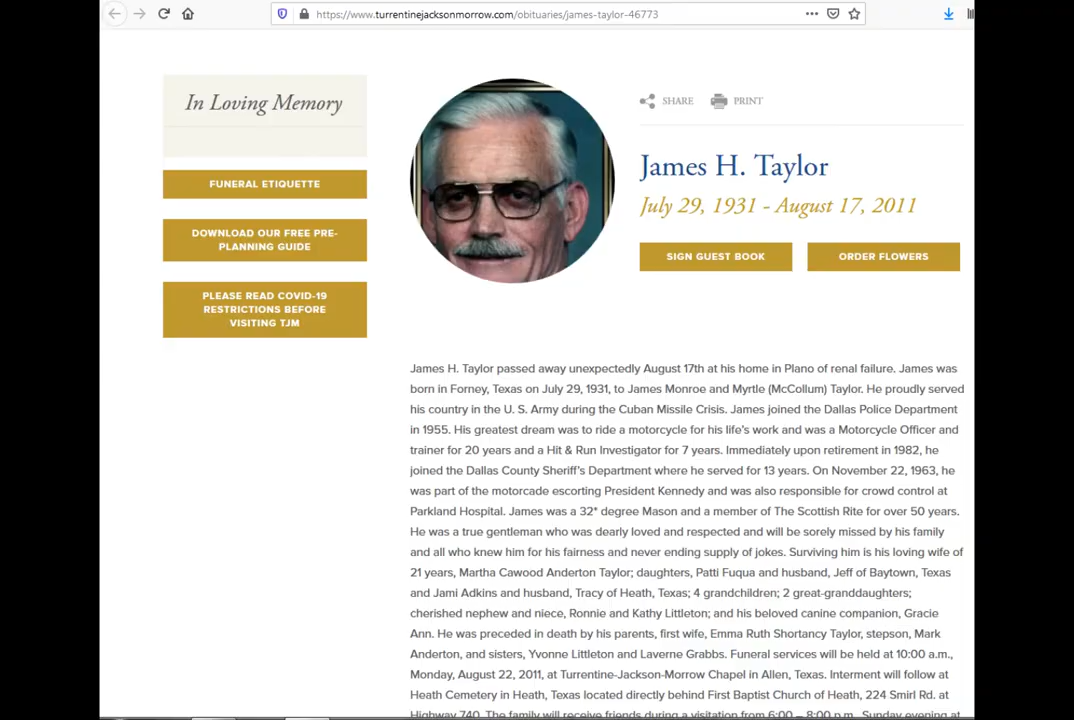 https://www.turrentinejacksonmorrow.com/obituaries/james-taylor-46773
In Loving Memory
FUNERAL ETIQUETTE
DOWNLOAD OUR FREE PRE-
PLANNING GUIDE
PLEASE READ COVID-19
RESTRICTIONS BEFORE
VISITING TJM
SHARE PRINT
James H. Taylor
July 29, 1931 - August 17, 2011
SIGN GUEST BOOK ORDER FLOWERS
James H. Taylor passed away unexpectedly August 17th at his home in Plano of renal failure. James was
born in Forney, Texas on July 29, 1931, to James Monroe and Myrtle (McCollum) Taylor. He proudly served
his country in the U. S. Army during the Cuban Missile Crisis. James joined the Dallas Police Department
in 1955. His greatest dream was to ride a motorcycle for his life's work and was a Motorcycle Officer and
trainer for 20 years and a Hit & Run Investigator for 7 years. Immediately upon retirement in 1982, he
joined the Dallas County Sheriff's Department where he served for 13 years. On November 22, 1963, he
was part of the motorcade escorting President Kennedy and was also responsible for crowd control at
Parkland Hospital. James was a 32* degree Mason and a member of The Scottish Rite for over 50 years.
He was a true gentleman who was dearly loved and respected and will be sorely missed by his family
and all who knew him for his fairness and never ending supply of jokes. Surviving him is his loving wife of
21 years, Martha Cawood Anderton Taylor; daughters, Patti Fuqua and husband, Jeff of Baytown, Texas
and Jami Adkins and husband, Tracy of Heath, Texas; 4 grandchildren; 2 great-granddaughters;
cherished nephew and niece, Ronnie and Kathy Littleton; and his beloved canine companion, Gracie
Ann. He was preceded in death by his parents, first wife, Emma Ruth Shortancy Taylor, stepson, Mark
Anderton, and sisters, Yvonne Littleton and Laverne Grabbs. Funeral services will be held at 10:00 a.m.,
Monday, August 22, 2011, at Turrentine-Jackson-Morrow Chapel in Allen, Texas. Interment will follow at
Heath Cemetery in Heath, Texas located directly behind First Baptist Church of Heath, 224 Smirl Rd. at
Highway 740. The family will receive friends during a visitation from 6:00 – 8:00 p.m., Sunday evening at